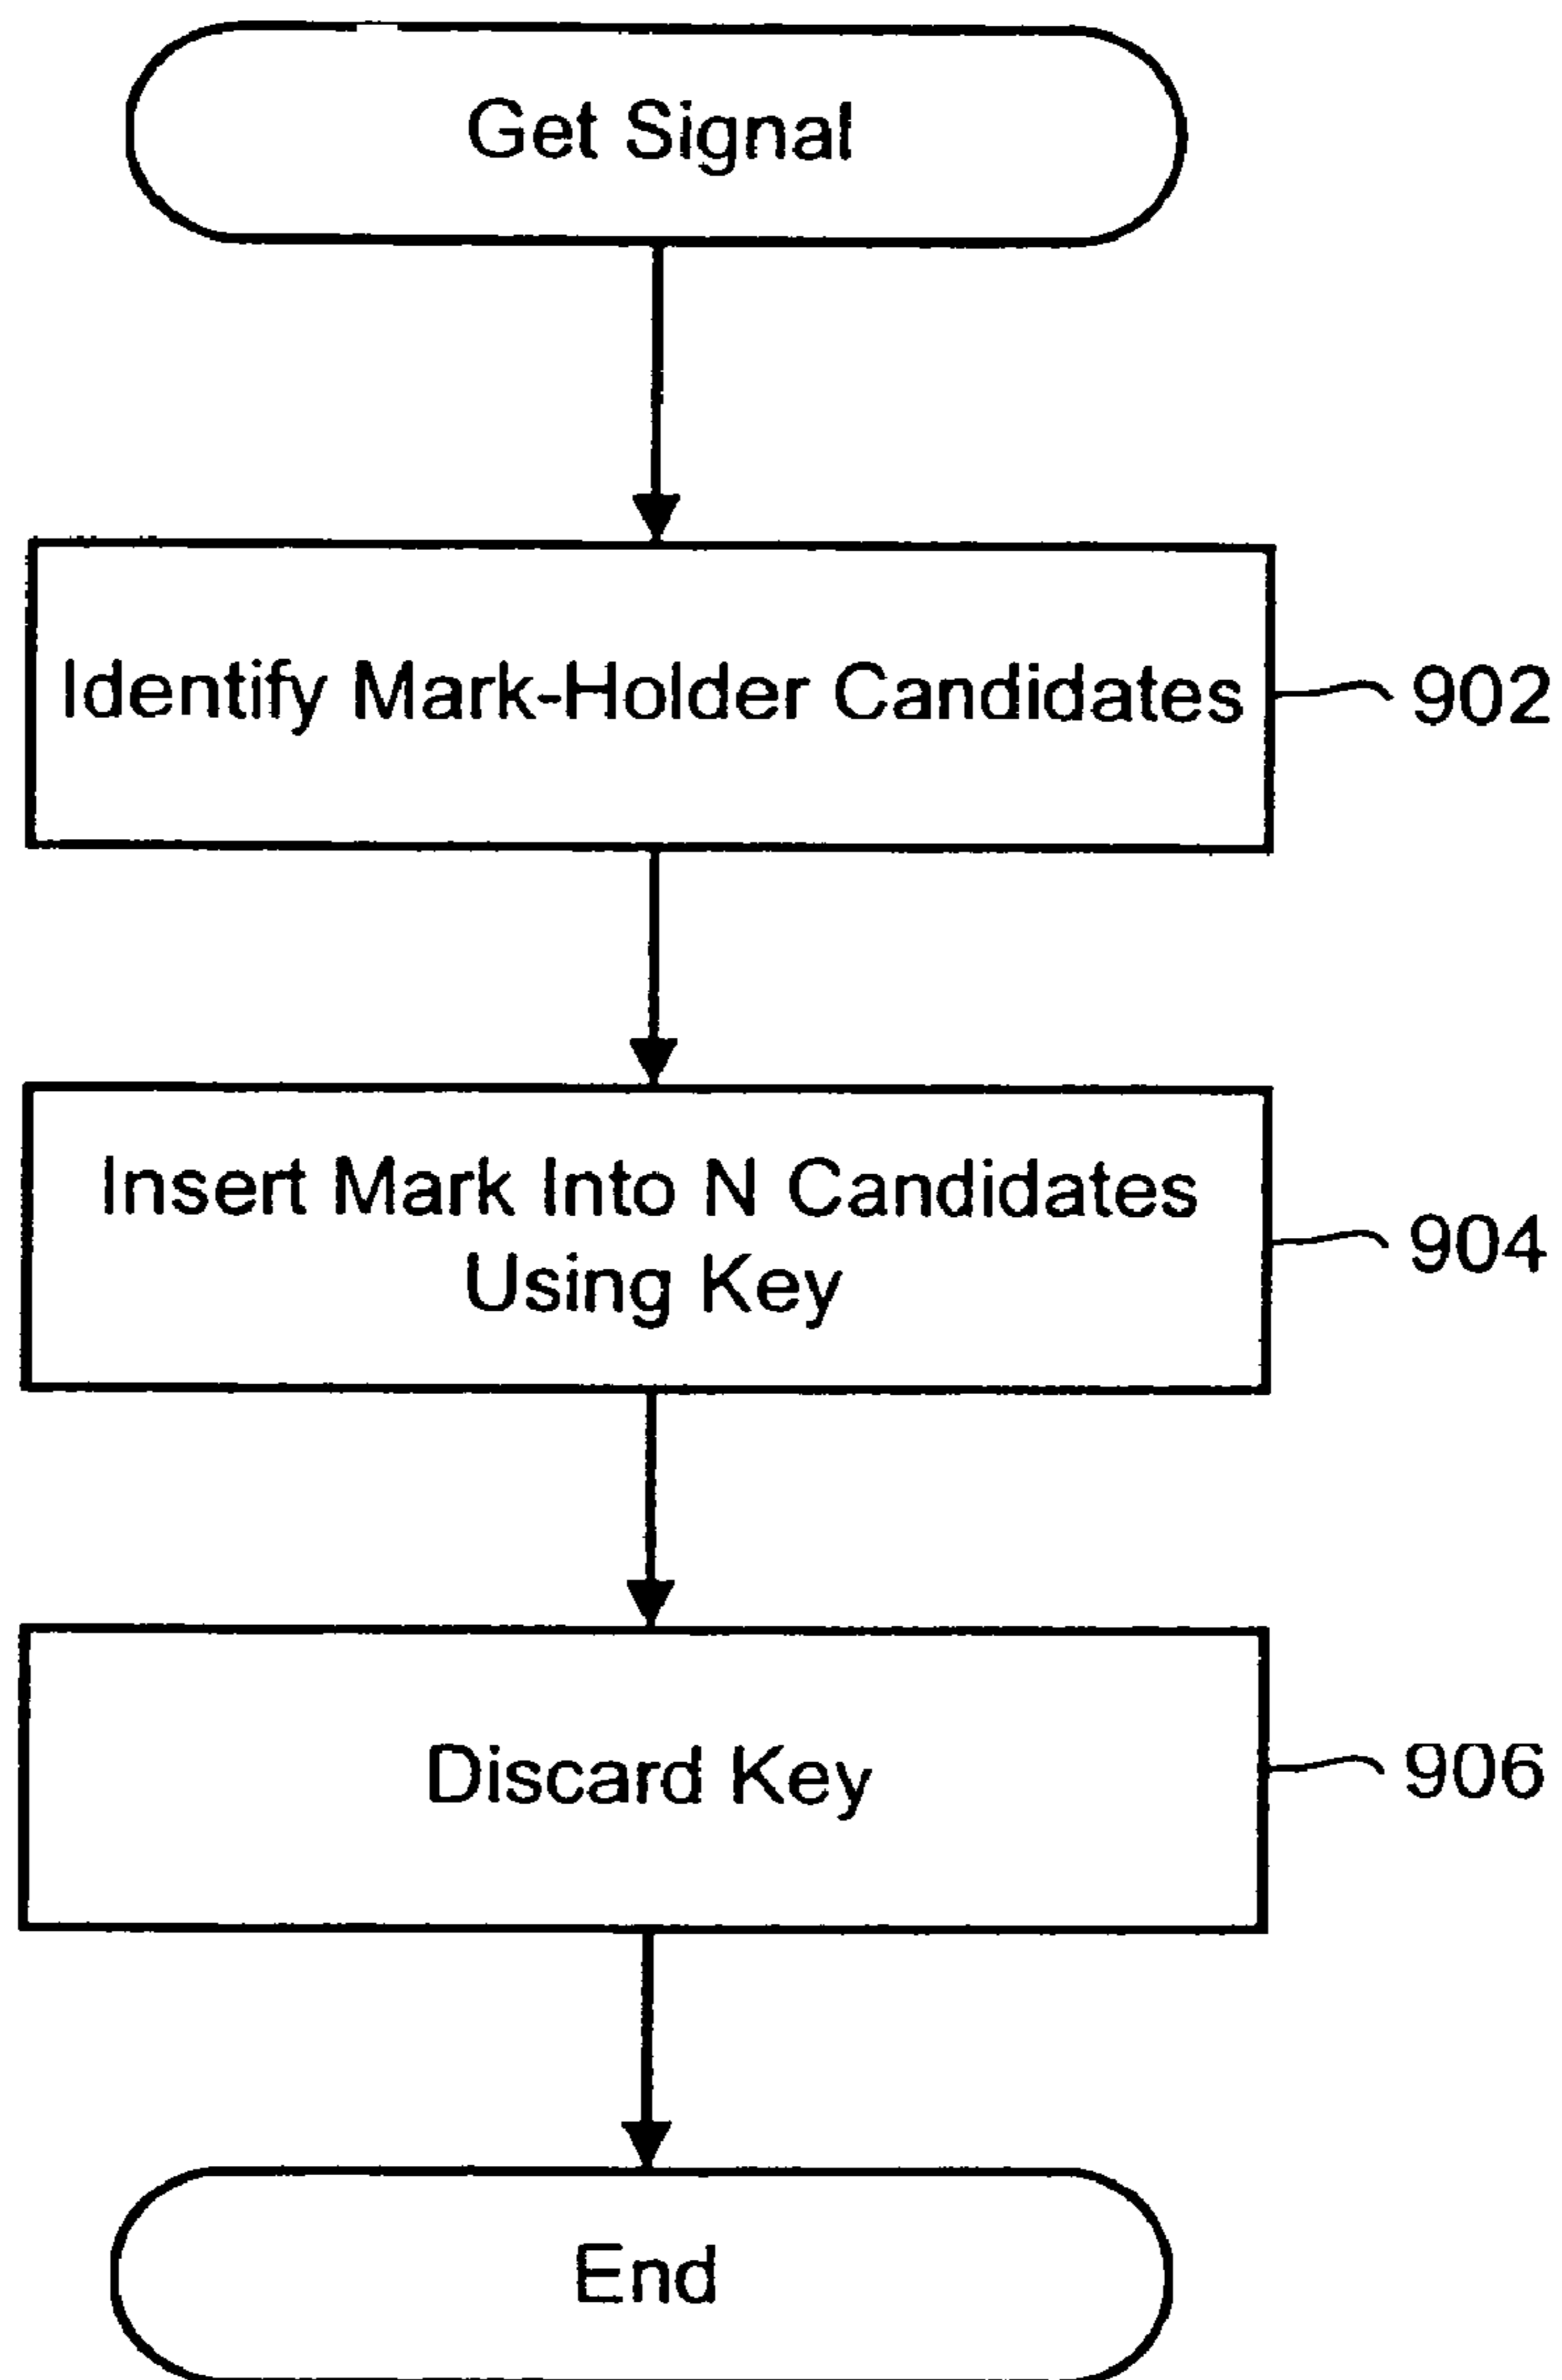 Get Signal
Identify Mark-Holder Candidates
902
Insert Mark Into N Candidates
Using Key
904
Discard Key
906
End